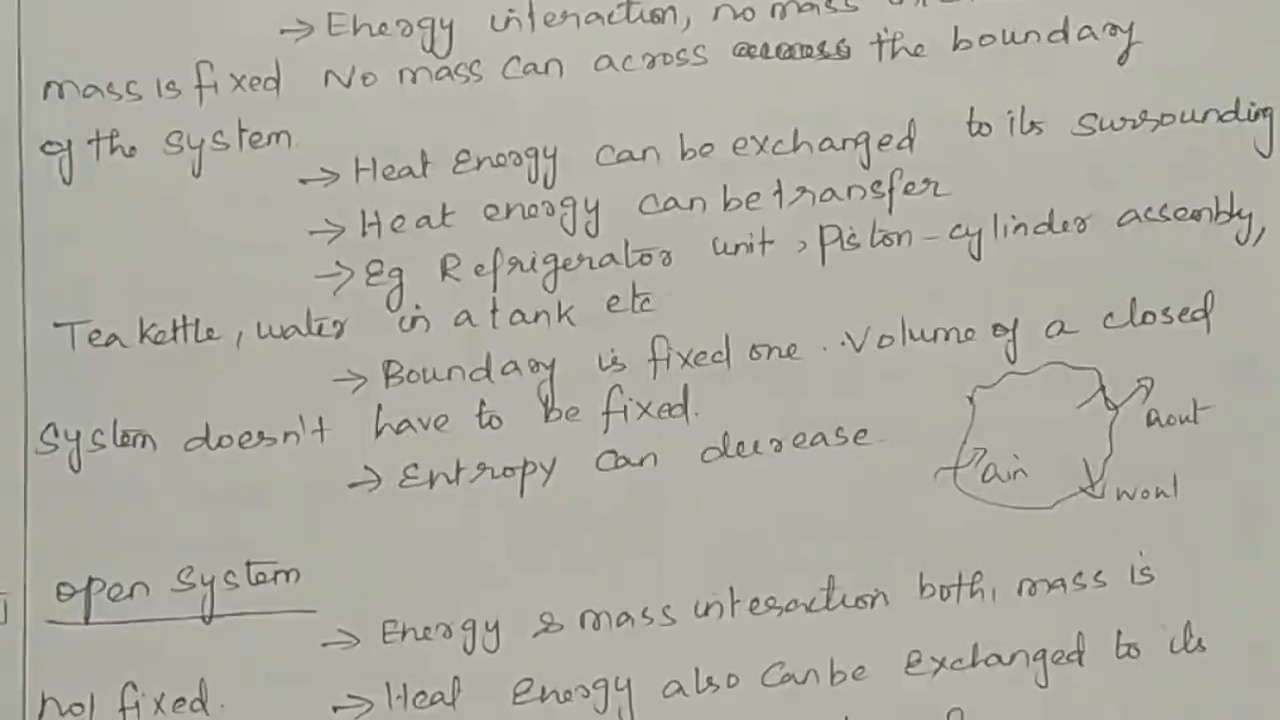 → Energy interaction, no mass
mass is fixed No mass can across the boundary
of the system.
→ Heat energy can be exchanged to its surrounding
→ Heat energy can be transfer
→ Eg Refrigerator unit, Piston-cylinder assembly,
Tea kettle, water in a tank etc
→ Boundary is fixed one. Volume of a closed
system doesn't have to be fixed.
→ Entropy can decrease.
Qout
Qin
Wout
open system
→ Energy & mass interaction both, mass is
not fixed.
→ Heat energy also can be exchanged to its